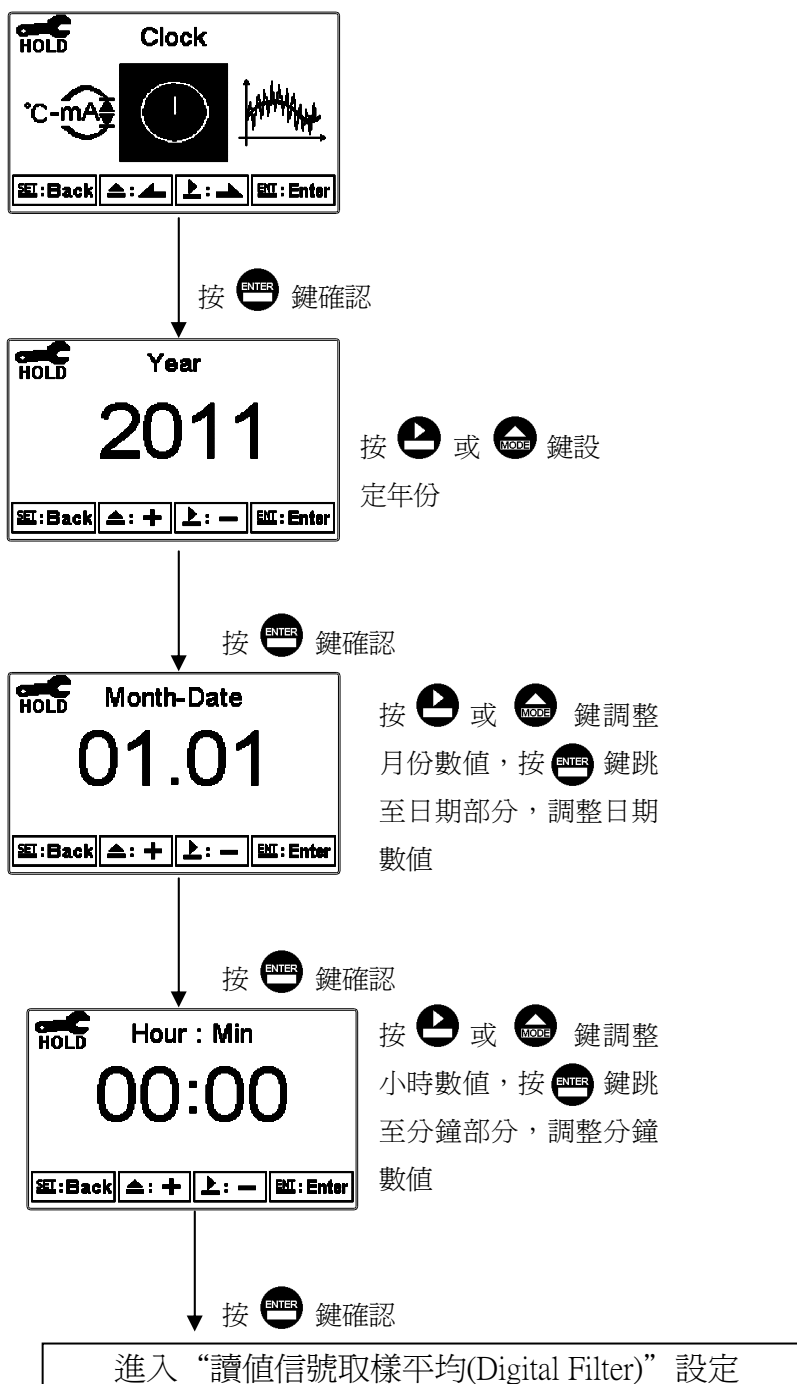 HOLD Clock
°C-mA
SET:Back ENT:Enter
按 ENTER 鍵確認
HOLD Year
2011
SET:Back : + : – ENT:Enter
按 或 MODE 鍵設
定年份
按 ENTER 鍵確認
HOLD Month-Date
01.01
SET:Back : + : – ENT:Enter
按 或 MODE 鍵調整
月份數值，按 ENTER 鍵跳
至日期部分，調整日期
數值
按 ENTER 鍵確認
HOLD Hour : Min
00:00
SET:Back : + : – ENT:Enter
按 或 MODE 鍵調整
小時數值，按 ENTER 鍵跳
至分鐘部分，調整分鐘
數值
按 ENTER 鍵確認
進入“讀值信號取樣平均(Digital Filter)”設定